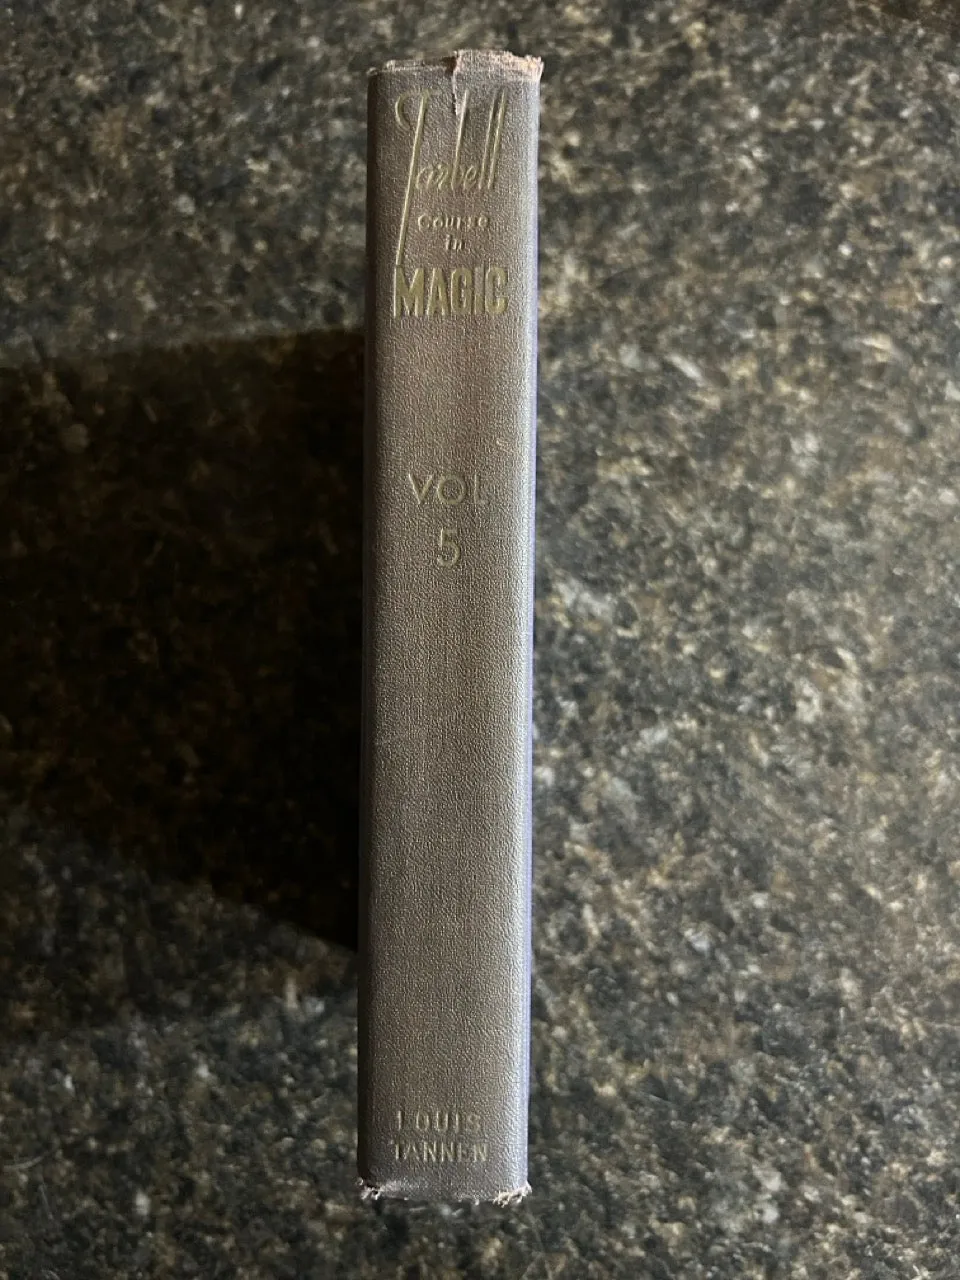 Tarbell
COURSE
in
MAGIC
VOL
5
LOUIS
TANNEN